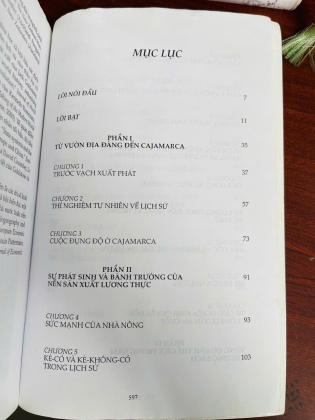 MỤC LỤC
LỜI NÓI ĐẦU 7
LỜI BẠT 11
PHẦN I
TỪ VƯỜN ĐỊA ĐÀNG ĐẾN CAJAMARCA 35
CHƯƠNG 1
TRƯỚC VẠCH XUẤT PHÁT 37
CHƯƠNG 2
THÍ NGHIỆM TỰ NHIÊN VỀ LỊCH SỬ 57
CHƯƠNG 3
CUỘC ĐỤNG ĐỘ Ở CAJAMARCA 73
PHẦN II
SỰ PHÁT SINH VÀ BÀNH TRƯỚNG CỦA 91
NỀN SẢN XUẤT LƯƠNG THỰC
CHƯƠNG 4
SỨC MẠNH CỦA NHÀ NÔNG 93
CHƯƠNG 5
KẺ-CÓ VÀ KẺ-KHÔNG-CÓ 103
TRONG LỊCH SỬ
597